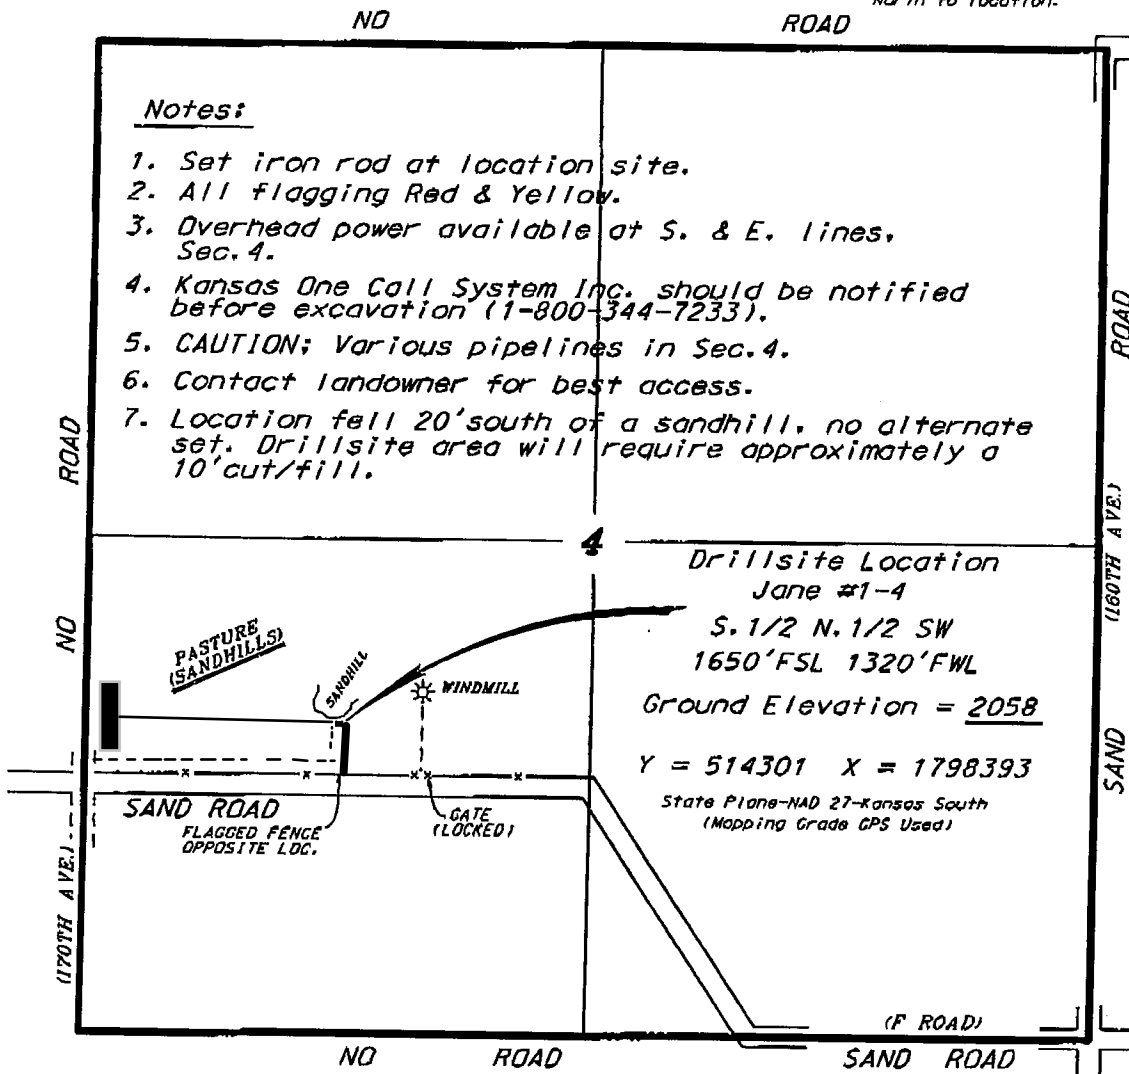 North to location.
NO ROAD
Notes:
1. Set iron rod at location site.
2. All flagging Red & Yellow.
3. Overhead power available at S. & E. lines,
Sec. 4.
4. Kansas One Call System Inc. should be notified
before excavation (1-800-344-7233).
5. CAUTION; Various pipelines in Sec. 4.
6. Contact landowner for best access.
7. Location fell 20' south of a sandhill, no alternate
set. Drillsite area will require approximately a
10' cut/fill.
ROAD
NO
(170TH AVE.)
ROAD
(160TH AVE.)
SAND
4
Drillsite Location
Jane #1-4
S. 1/2 N. 1/2 SW
1650' FSL 1320' FWL
Ground Elevation = 2058
Y = 514301 X = 1798393
State Plane-NAD 27-Kansas South
(Mapping Grade GPS Used)
PASTURE
(SANDHILLS)
SANDHILL
WINDMILL
SAND ROAD
FLAGGED FENCE
OPPOSITE LOC.
GATE
(LOCKED)
(F ROAD)
NO ROAD
SAND ROAD